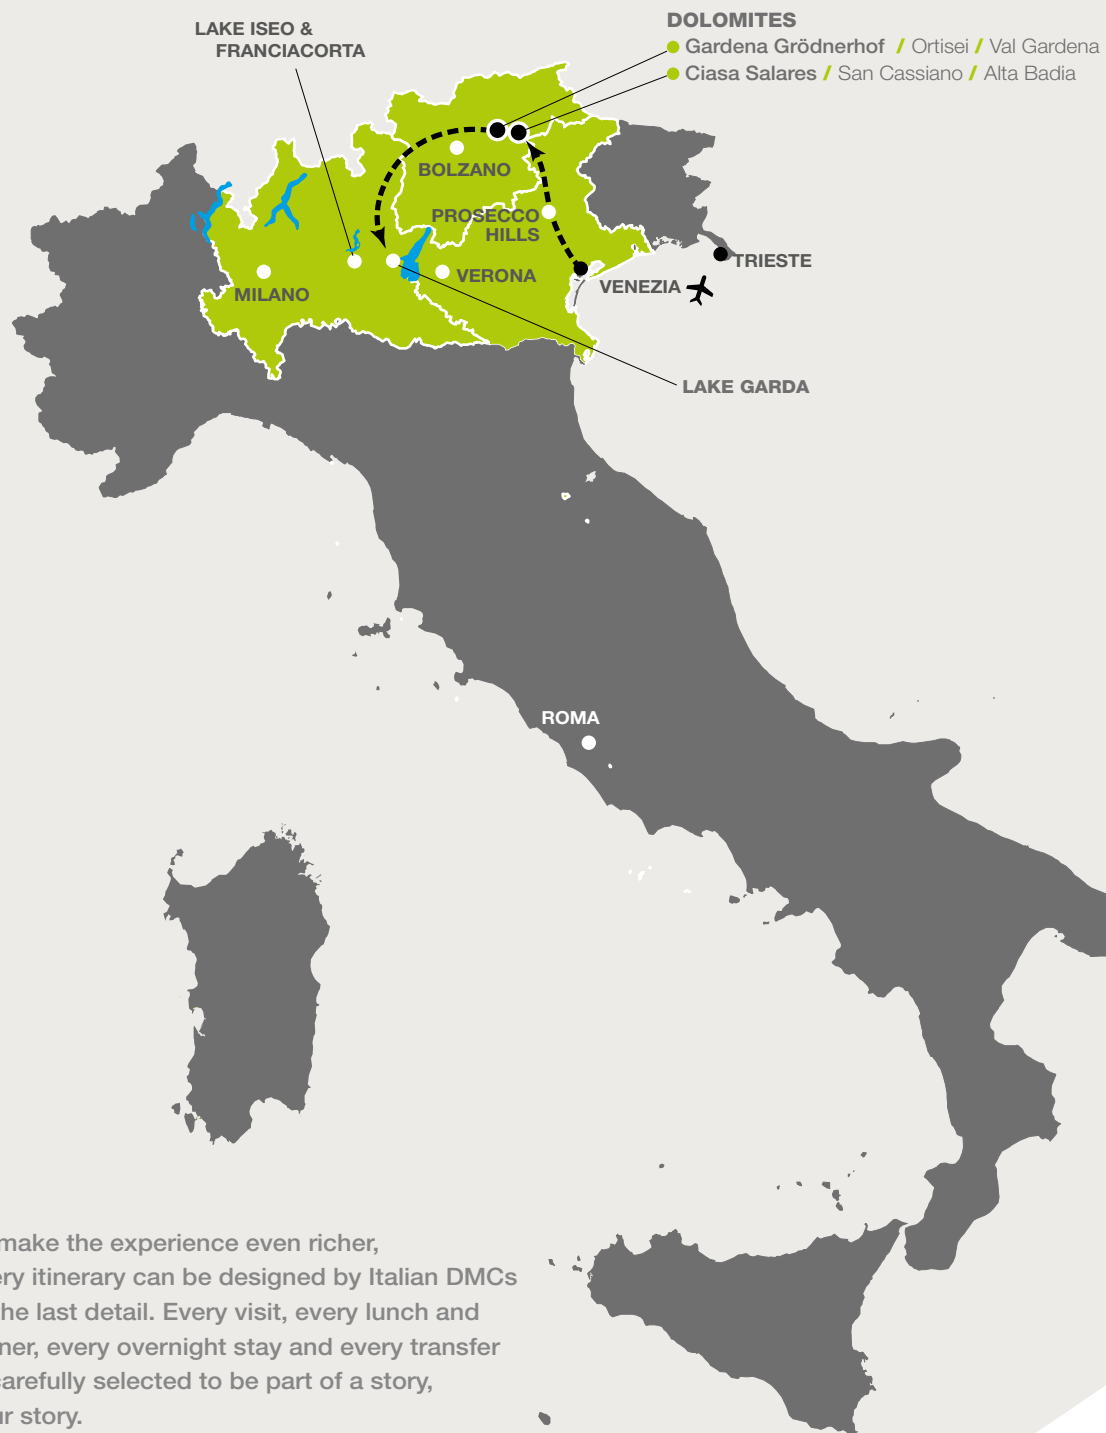 LAKE ISEO &
FRANCIACORTA
DOLOMITES
Gardena Grödnerhof / Ortisei / Val Gardena
Ciasa Salares / San Cassiano / Alta Badia
BOLZANO
PROSECCO
HILLS
TRIESTE
VERONA
VENEZIA
MILANO
LAKE GARDA
ROMA
make the experience even richer,
ery itinerary can be designed by Italian DMCs
the last detail. Every visit, every lunch and
ner, every overnight stay and every transfer
carefully selected to be part of a story,
ur story.